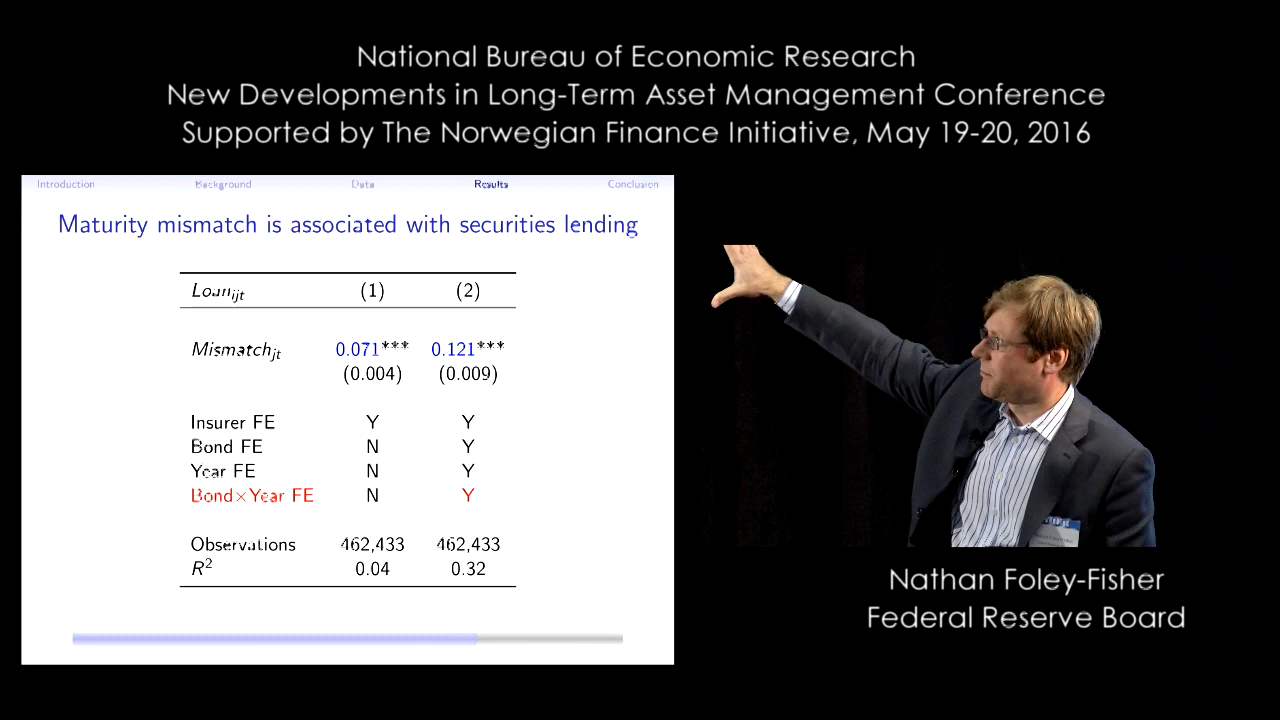 National Bureau of Economic Research
New Developments in Long-Term Asset Management Conference
Supported by The Norwegian Finance Initiative, May 19-20, 2016
Introduction Background Data Results Conclusion
Maturity mismatch is associated with securities lending
Loan_ijt (1) (2)
Mismatch_jt 0.071*** 0.121***
(0.004) (0.009)
Insurer FE Y Y
Bond FE N Y
Year FE N Y
Bond×Year FE N Y
Observations 462,433 462,433
R² 0.04 0.32
Nathan Foley-Fisher
Federal Reserve Board